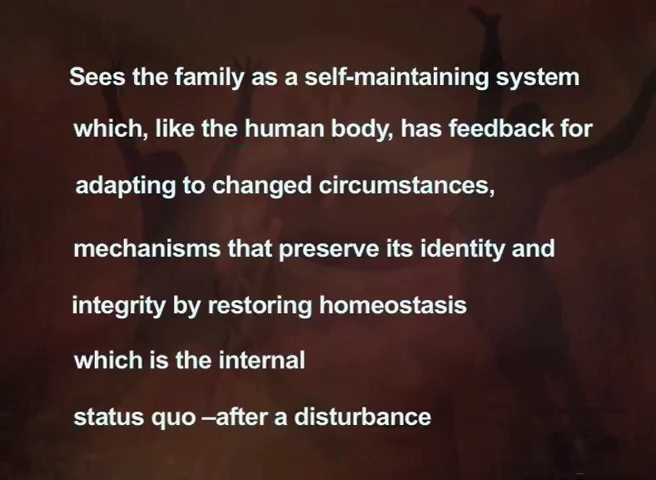 Sees the family as a self-maintaining system
which, like the human body, has feedback for
adapting to changed circumstances,
mechanisms that preserve its identity and
integrity by restoring homeostasis
which is the internal
status quo –after a disturbance